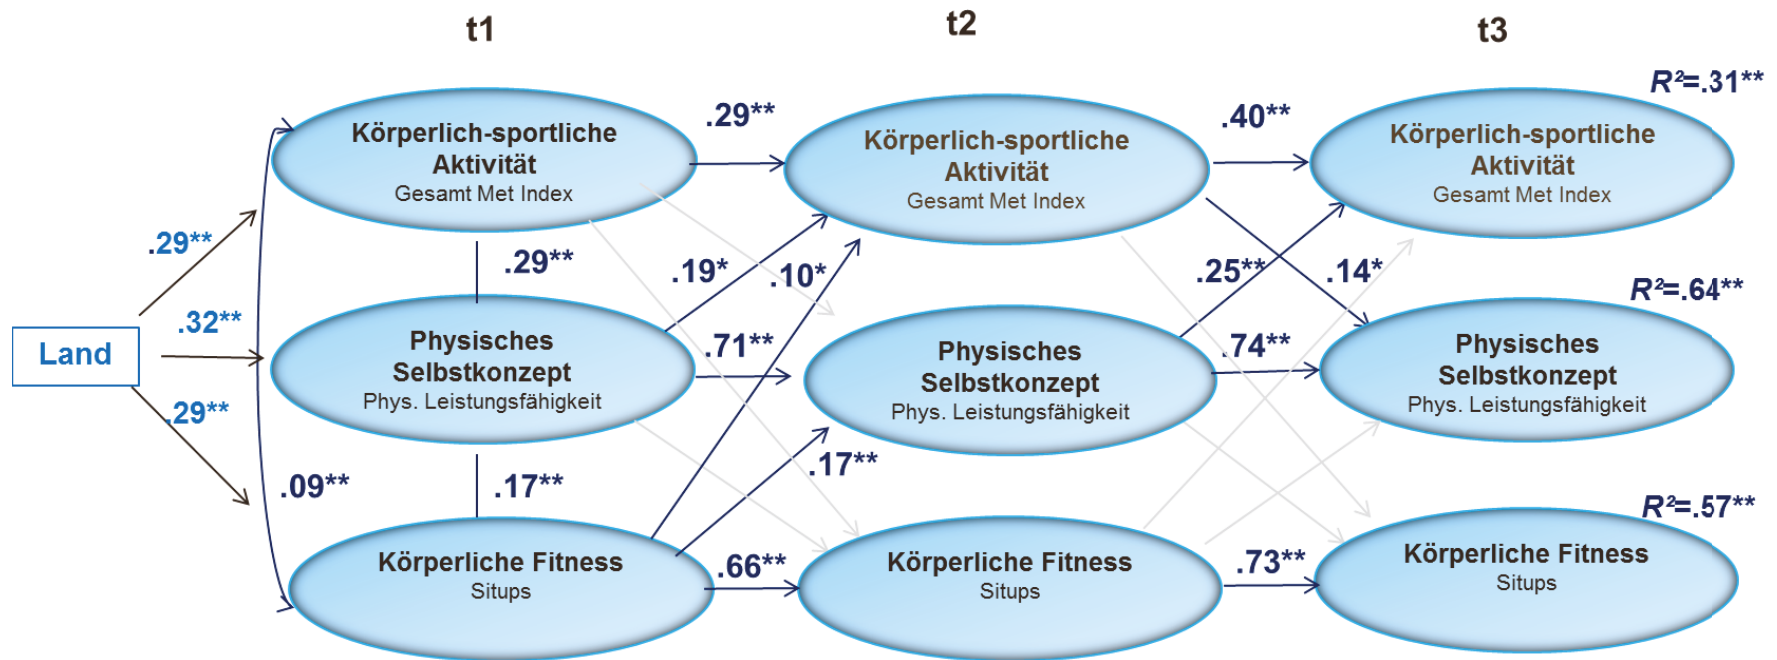 t1
t2
t3
R²=.31**
Körperlich-sportliche
Aktivität
Gesamt Met Index
.29**
Körperlich-sportliche
Aktivität
Gesamt Met Index
.40**
Körperlich-sportliche
Aktivität
Gesamt Met Index
.29**
.29**
.19*
.10*
.25**
.14*
R²=.64**
Land
.32**
Physisches
Selbstkonzept
Phys. Leistungsfähigkeit
.71**
Physisches
Selbstkonzept
Phys. Leistungsfähigkeit
.74**
Physisches
Selbstkonzept
Phys. Leistungsfähigkeit
.29**
.09**
.17**
.17**
R²=.57**
Körperliche Fitness
Situps
.66**
Körperliche Fitness
Situps
.73**
Körperliche Fitness
Situps